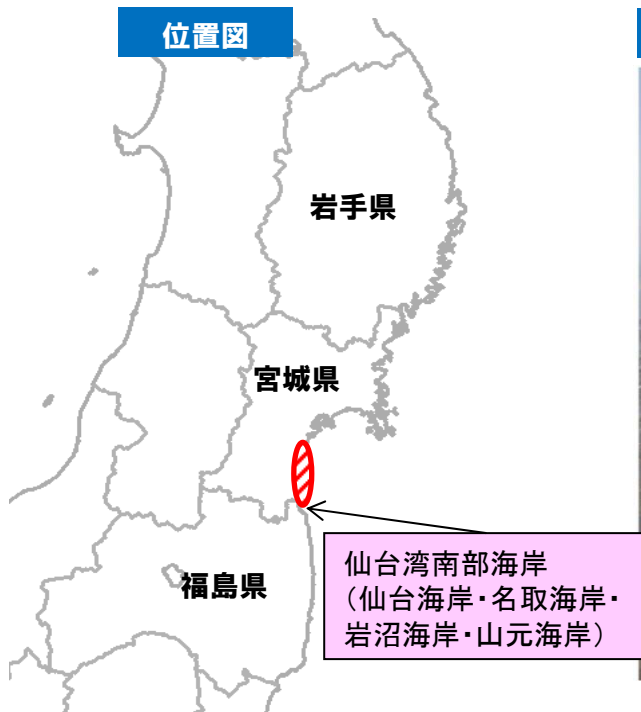 位置図
岩手県
宮城県
福島県
仙台湾南部海岸
（仙台海岸・名取海岸・
岩沼海岸・山元海岸）